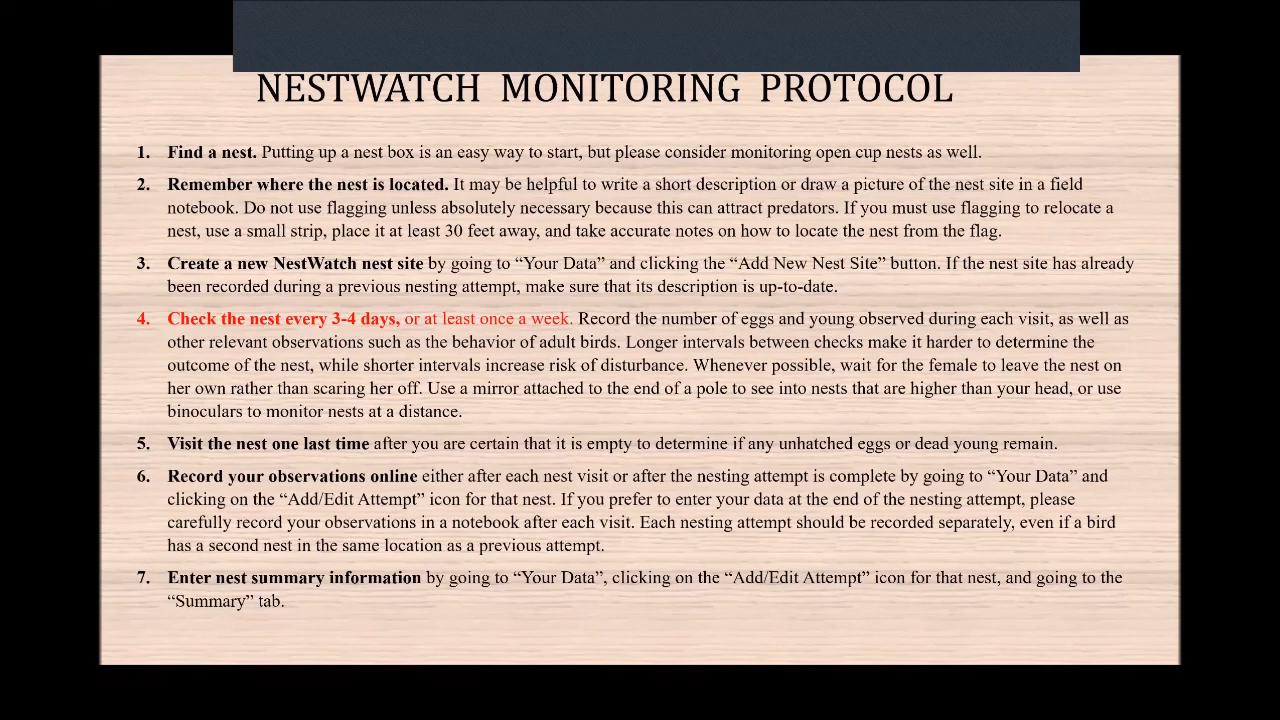 NESTWATCH MONITORING PROTOCOL
1. Find a nest. Putting up a nest box is an easy way to start, but please consider monitoring open cup nests as well.
2. Remember where the nest is located. It may be helpful to write a short description or draw a picture of the nest site in a field
notebook. Do not use flagging unless absolutely necessary because this can attract predators. If you must use flagging to relocate a
nest, use a small strip, place it at least 30 feet away, and take accurate notes on how to locate the nest from the flag.
3. Create a new NestWatch nest site by going to “Your Data” and clicking the “Add New Nest Site” button. If the nest site has already
been recorded during a previous nesting attempt, make sure that its description is up-to-date.
4. Check the nest every 3-4 days, or at least once a week. Record the number of eggs and young observed during each visit, as well as
other relevant observations such as the behavior of adult birds. Longer intervals between checks make it harder to determine the
outcome of the nest, while shorter intervals increase risk of disturbance. Whenever possible, wait for the female to leave the nest on
her own rather than scaring her off. Use a mirror attached to the end of a pole to see into nests that are higher than your head, or use
binoculars to monitor nests at a distance.
5. Visit the nest one last time after you are certain that it is empty to determine if any unhatched eggs or dead young remain.
6. Record your observations online either after each nest visit or after the nesting attempt is complete by going to “Your Data” and
clicking on the “Add/Edit Attempt” icon for that nest. If you prefer to enter your data at the end of the nesting attempt, please
carefully record your observations in a notebook after each visit. Each nesting attempt should be recorded separately, even if a bird
has a second nest in the same location as a previous attempt.
7. Enter nest summary information by going to “Your Data”, clicking on the “Add/Edit Attempt” icon for that nest, and going to the
“Summary” tab.